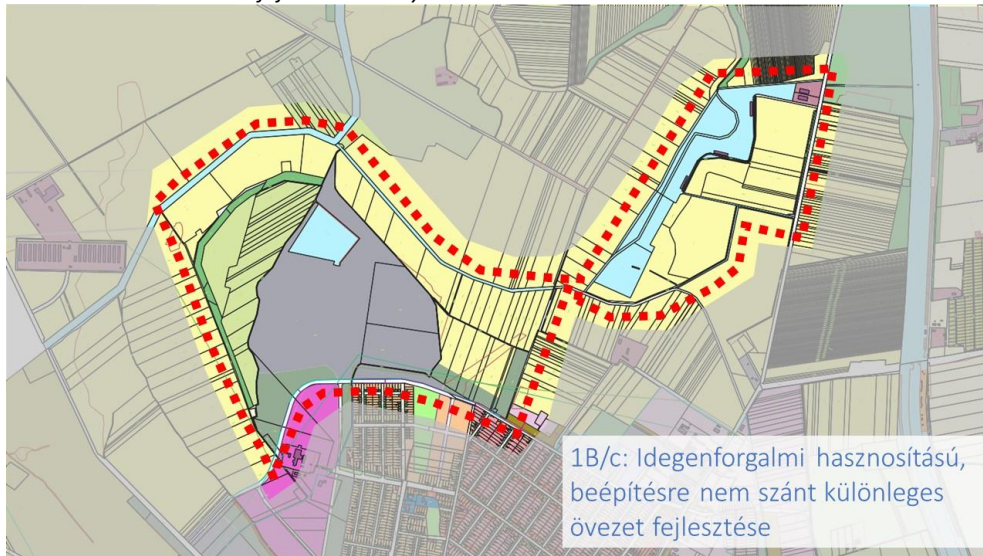 1B/c: Idegenforgalmi hasznosítású,
beépítésre nem szánt különleges
övezet fejlesztése